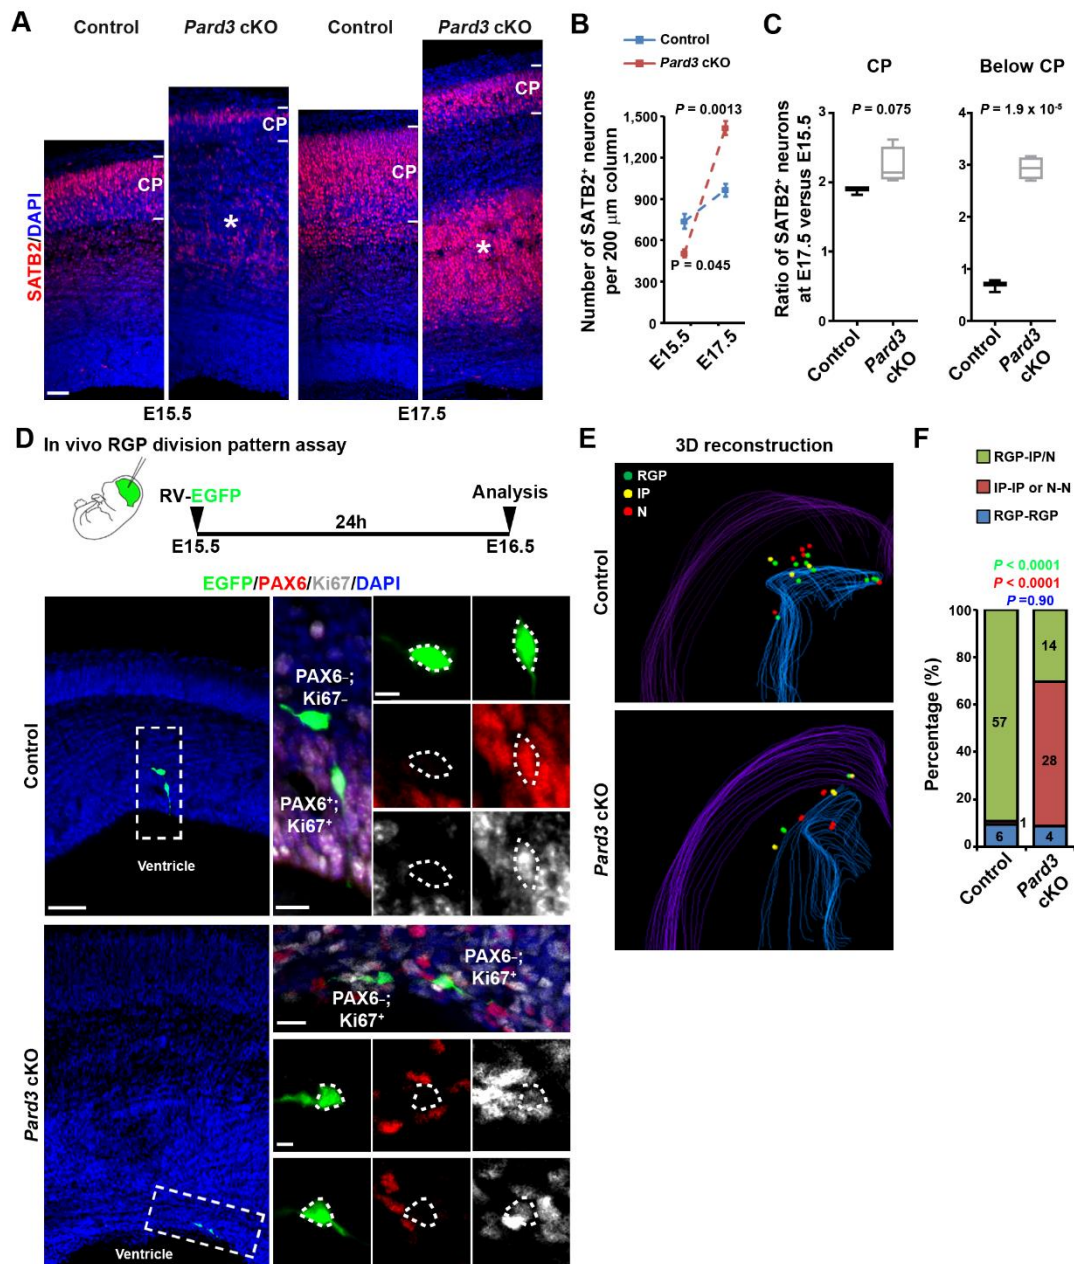 A
Control
Pard3 cKO
Control
Pard3 cKO
CP
CP
CP
CP
*
*
SATB2/DAPI
E15.5
E17.5
B
Control
Pard3 cKO
P = 0.0013
1,500
1,200
900
600
300
0
P = 0.045
Number of SATB2⁺ neurons
per 200 μm column
E15.5
E17.5
C
CP
Below CP
P = 0.075
P = 1.9 x 10⁻⁵
Ratio of SATB2⁺ neurons
at E17.5 versus E15.5
3
2
1
0
Control
Pard3
cKO
4
3
2
1
0
Control
Pard3
cKO
D
In vivo RGP division pattern assay
RV-EGFP
Analysis
24h
E15.5
E16.5
EGFP/PAX6/Ki67/DAPI
Control
Ventricle
PAX6–;
Ki67–
PAX6⁺;
Ki67⁺
Pard3 cKO
Ventricle
PAX6–;
Ki67⁺
PAX6–;
Ki67⁺
E
3D reconstruction
RGP
IP
N
Control
Pard3 cKO
F
RGP-IP/N
IP-IP or N-N
RGP-RGP
P < 0.0001
P < 0.0001
P =0.90
Percentage (%)
100
80
60
40
20
0
57
1
6
14
28
4
Control
Pard3
cKO